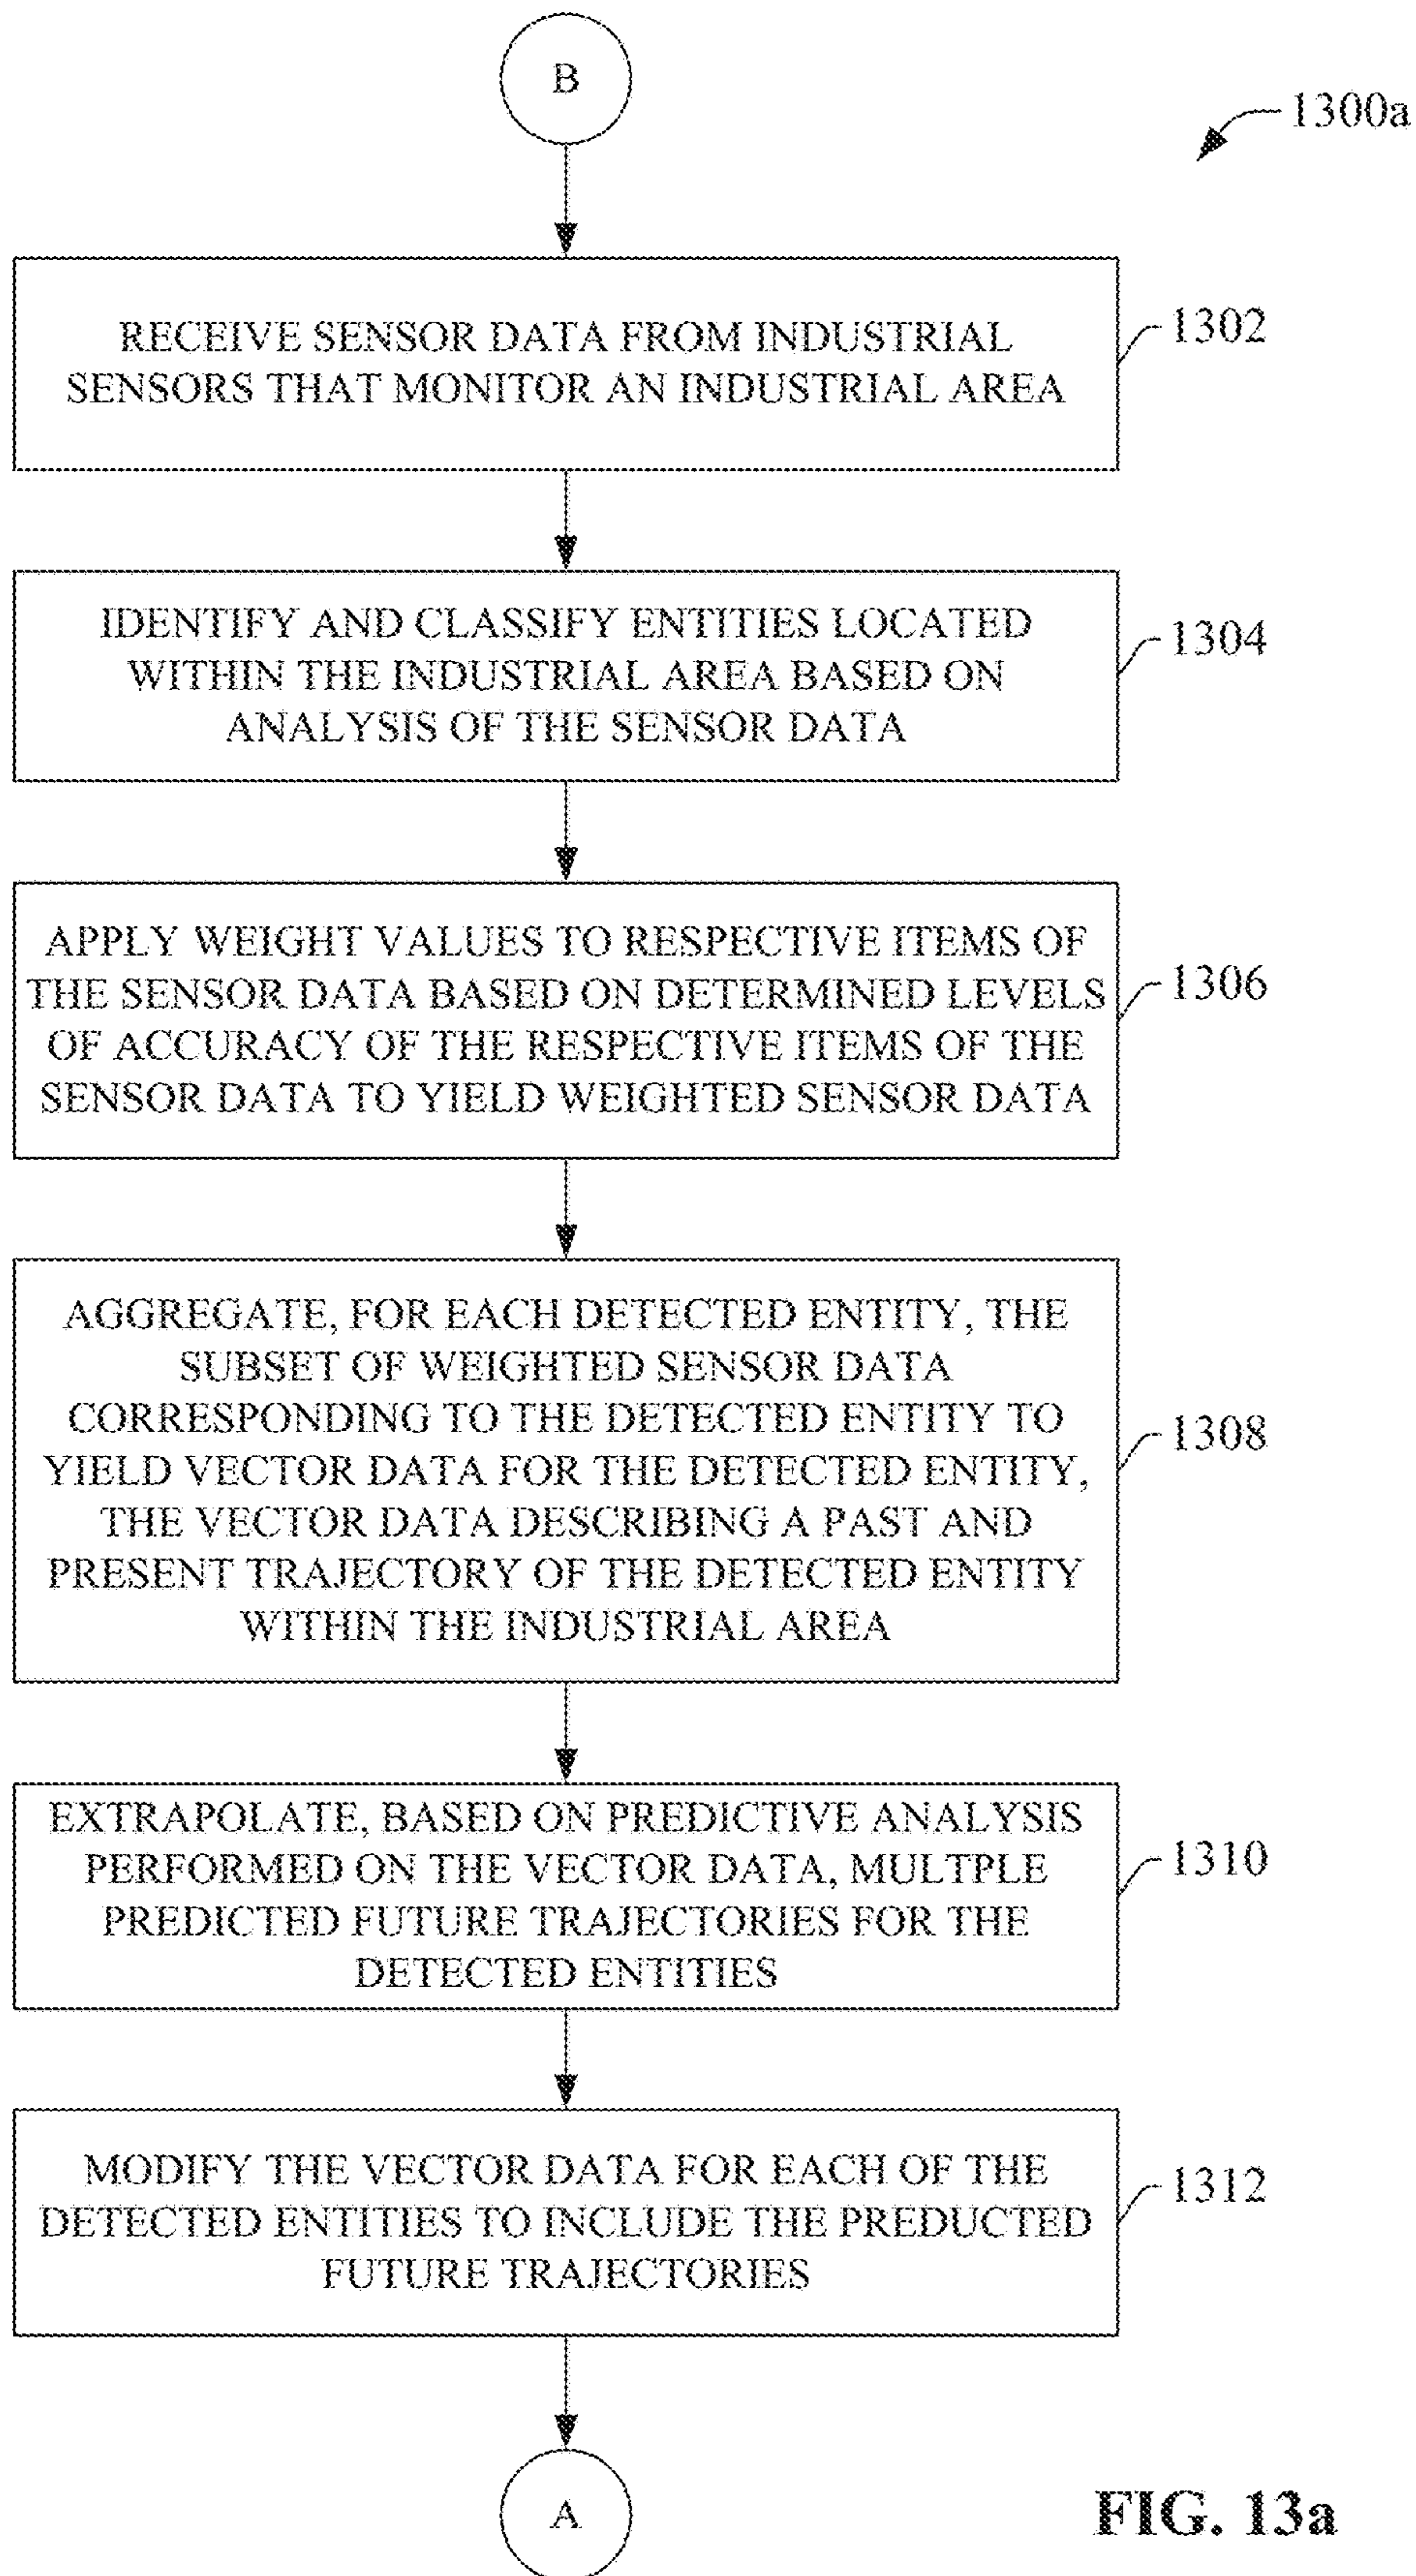 B
1300a
RECEIVE SENSOR DATA FROM INDUSTRIAL
SENSORS THAT MONITOR AN INDUSTRIAL AREA
1302
IDENTIFY AND CLASSIFY ENTITIES LOCATED
WITHIN THE INDUSTRIAL AREA BASED ON
ANALYSIS OF THE SENSOR DATA
1304
APPLY WEIGHT VALUES TO RESPECTIVE ITEMS OF
THE SENSOR DATA BASED ON DETERMINED LEVELS
OF ACCURACY OF THE RESPECTIVE ITEMS OF THE
SENSOR DATA TO YIELD WEIGHTED SENSOR DATA
1306
AGGREGATE, FOR EACH DETECTED ENTITY, THE
SUBSET OF WEIGHTED SENSOR DATA
CORRESPONDING TO THE DETECTED ENTITY TO
YIELD VECTOR DATA FOR THE DETECTED ENTITY,
THE VECTOR DATA DESCRIBING A PAST AND
PRESENT TRAJECTORY OF THE DETECTED ENTITY
WITHIN THE INDUSTRIAL AREA
1308
EXTRAPOLATE, BASED ON PREDICTIVE ANALYSIS
PERFORMED ON THE VECTOR DATA, MULTPLE
PREDICTED FUTURE TRAJECTORIES FOR THE
DETECTED ENTITIES
1310
MODIFY THE VECTOR DATA FOR EACH OF THE
DETECTED ENTITIES TO INCLUDE THE PREDUCTED
FUTURE TRAJECTORIES
1312
A
FIG. 13a